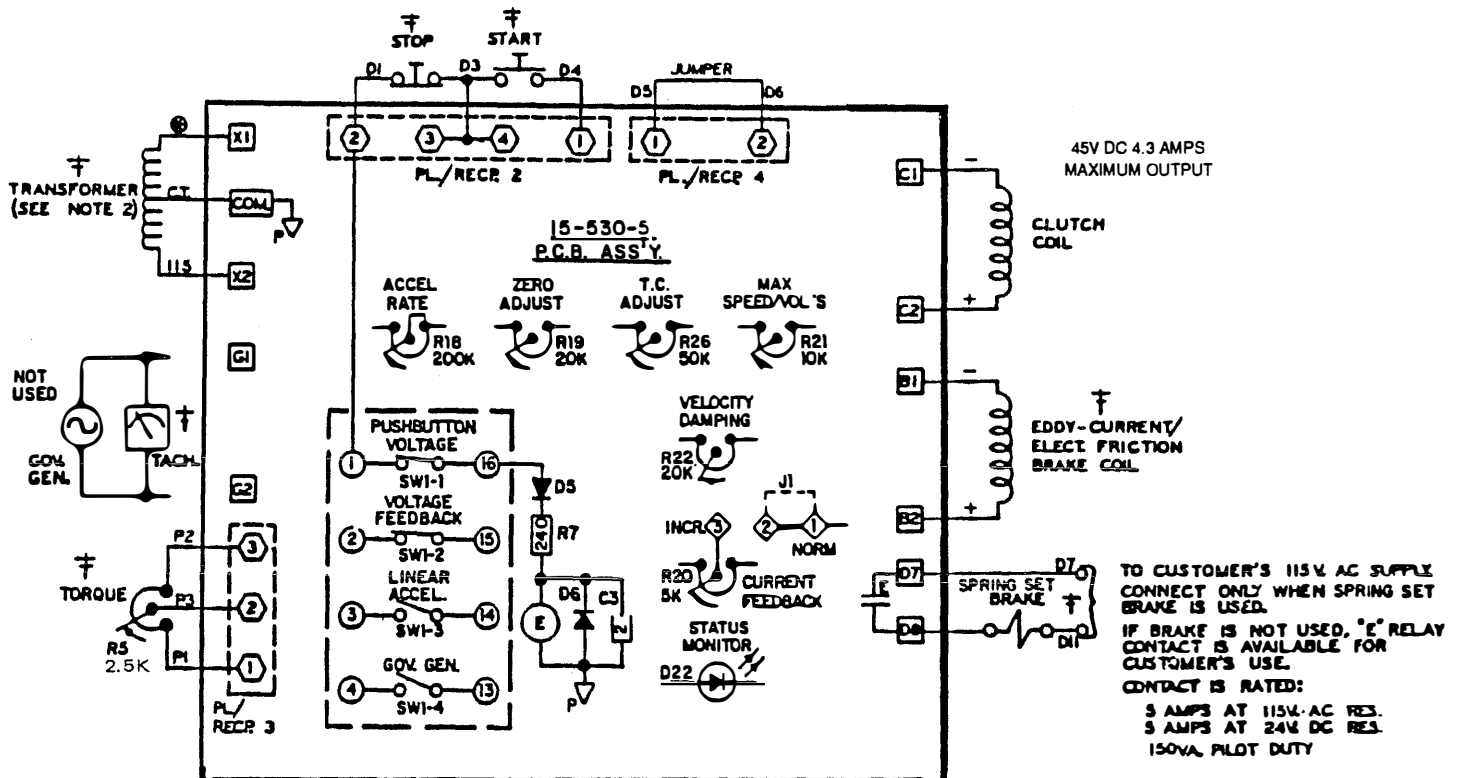 STOP
START
D1
D3
D4
JUMPER
D5
D6
2
3
4
1
1
2
PL./RECP. 2
PL./RECP. 4
X1
TRANSFORMER
(SEE NOTE 2)
C.T.
COM.
P
115
X2
45V DC 4.3 AMPS
MAXIMUM OUTPUT
C1
-
CLUTCH
COIL
C2
+
15-530-5
P.C.B. ASS'Y.
ACCEL
RATE
R18
200K
ZERO
ADJUST
R19
20K
T.C.
ADJUST
R26
50K
MAX
SPEED/VOL'S
R21
10K
G1
NOT
USED
GOV.
GEN.
TACH.
G2
B1
-
EDDY-CURRENT/
ELECT. FRICTION
BRAKE COIL
B2
+
PUSHBUTTON
VOLTAGE
1
16
SW1-1
VOLTAGE
FEEDBACK
2
15
SW1-2
LINEAR
ACCEL.
3
14
SW1-3
GOV. GEN.
4
13
SW1-4
D5
240
R7
D6
C3
E
2
P
VELOCITY
DAMPING
R22
20K
J1
INCR.
3
2
1
NORM
R20
5K
CURRENT
FEEDBACK
STATUS
MONITOR
D22
P2
3
TORQUE
P3
2
R5
2.5K
P1
1
PL./
RECP. 3
D7
E
D8
D7
SPRING SET
BRAKE
D11
TO CUSTOMER'S 115V. AC SUPPLY
CONNECT ONLY WHEN SPRING SET
BRAKE IS USED.
IF BRAKE IS NOT USED, "E" RELAY
CONTACT IS AVAILABLE FOR
CUSTOMER'S USE.
CONTACT IS RATED:
5 AMPS AT 115V. AC RES.
5 AMPS AT 24V. DC RES.
150VA. PILOT DUTY